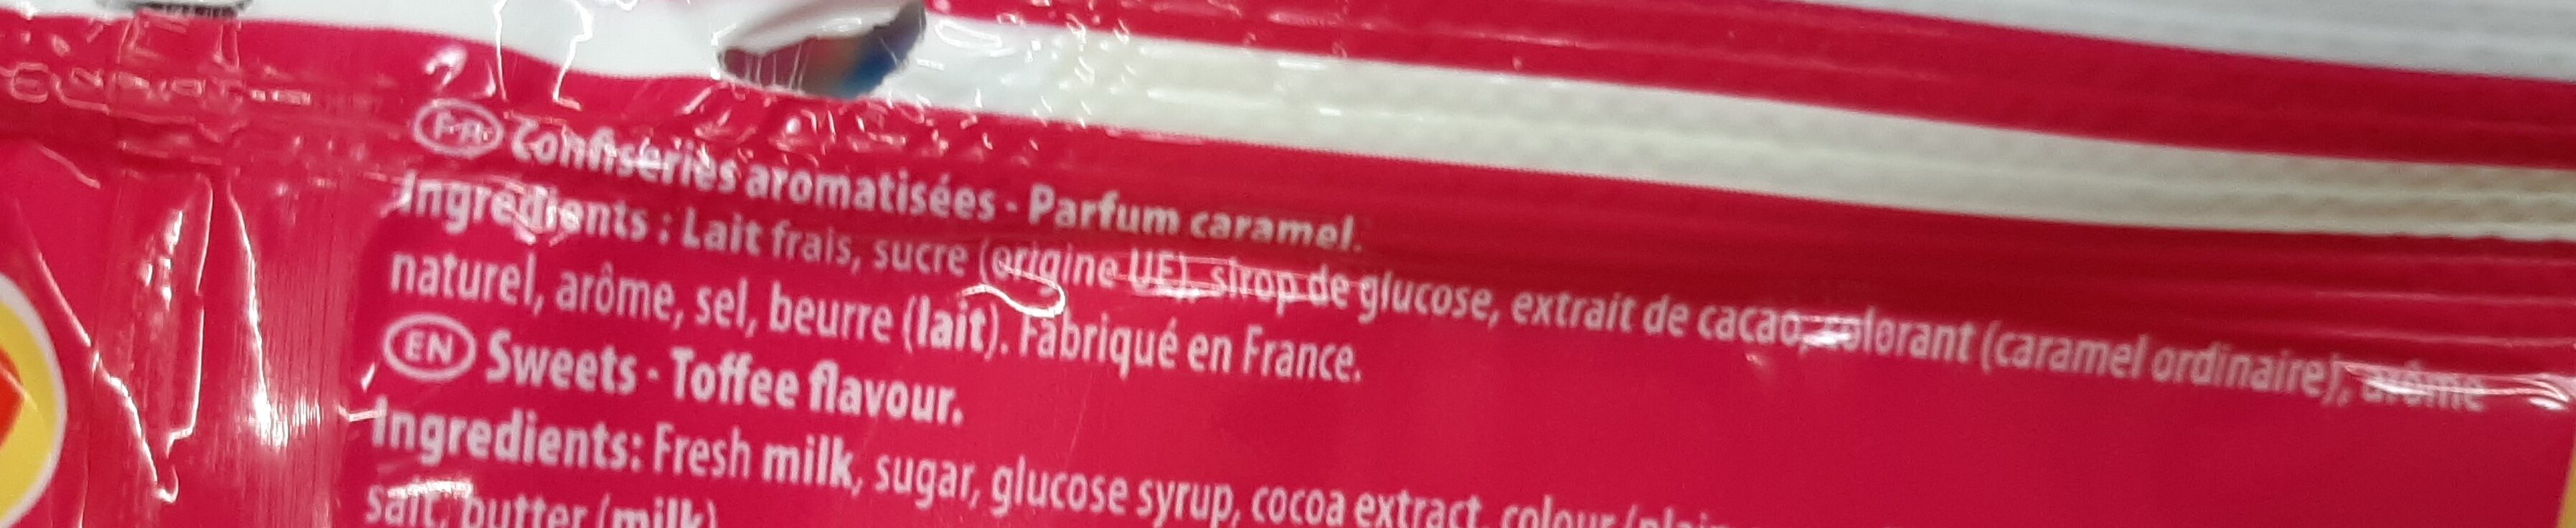 FR Confiseries aromatisées - Parfum caramel.
Ingrédients : Lait frais, sucre (origine UE), sirop de glucose, extrait de cacao, colorant (caramel ordinaire), arôme
naturel, arôme, sel, beurre (lait). Fabriqué en France.
EN Sweets - Toffee flavour.
Ingredients: Fresh milk, sugar, glucose syrup, cocoa extract, colour (plain
salt, butter (milk)